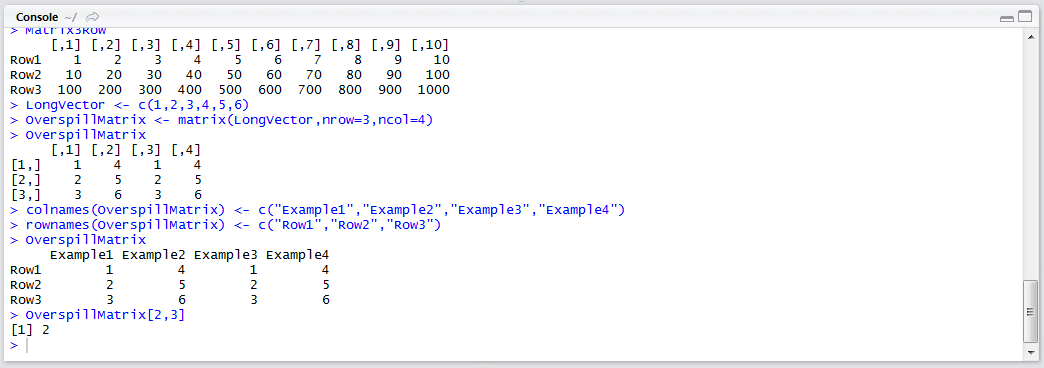 Console ~/
> Matrix3Row
     [,1] [,2] [,3] [,4] [,5] [,6] [,7] [,8] [,9] [,10]
Row1    1    2    3    4    5    6    7    8    9    10
Row2   10   20   30   40   50   60   70   80   90   100
Row3  100  200  300  400  500  600  700  800  900  1000
> LongVector <- c(1,2,3,4,5,6)
> OverspillMatrix <- matrix(LongVector,nrow=3,ncol=4)
> OverspillMatrix
     [,1] [,2] [,3] [,4]
[1,]    1    4    1    4
[2,]    2    5    2    5
[3,]    3    6    3    6
> colnames(OverspillMatrix) <- c("Example1","Example2","Example3","Example4")
> rownames(OverspillMatrix) <- c("Row1","Row2","Row3")
> OverspillMatrix
     Example1 Example2 Example3 Example4
Row1        1        4        1        4
Row2        2        5        2        5
Row3        3        6        3        6
> OverspillMatrix[2,3]
[1] 2
>